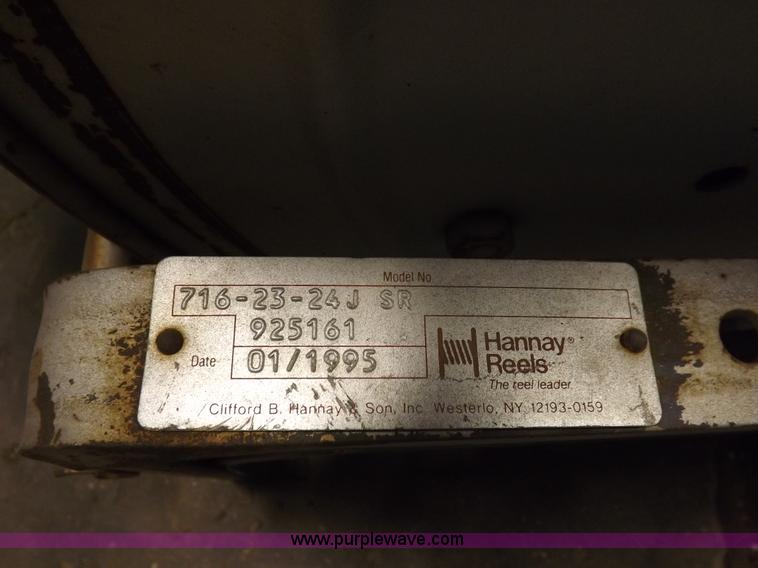 Model No
716-23-24J SR
925161
Date 01/1995
Hannay®
Reels®
The reel leader
Clifford B. Hannay & Son, Inc. Westerlo, NY 12193-0159
www.purplewave.com